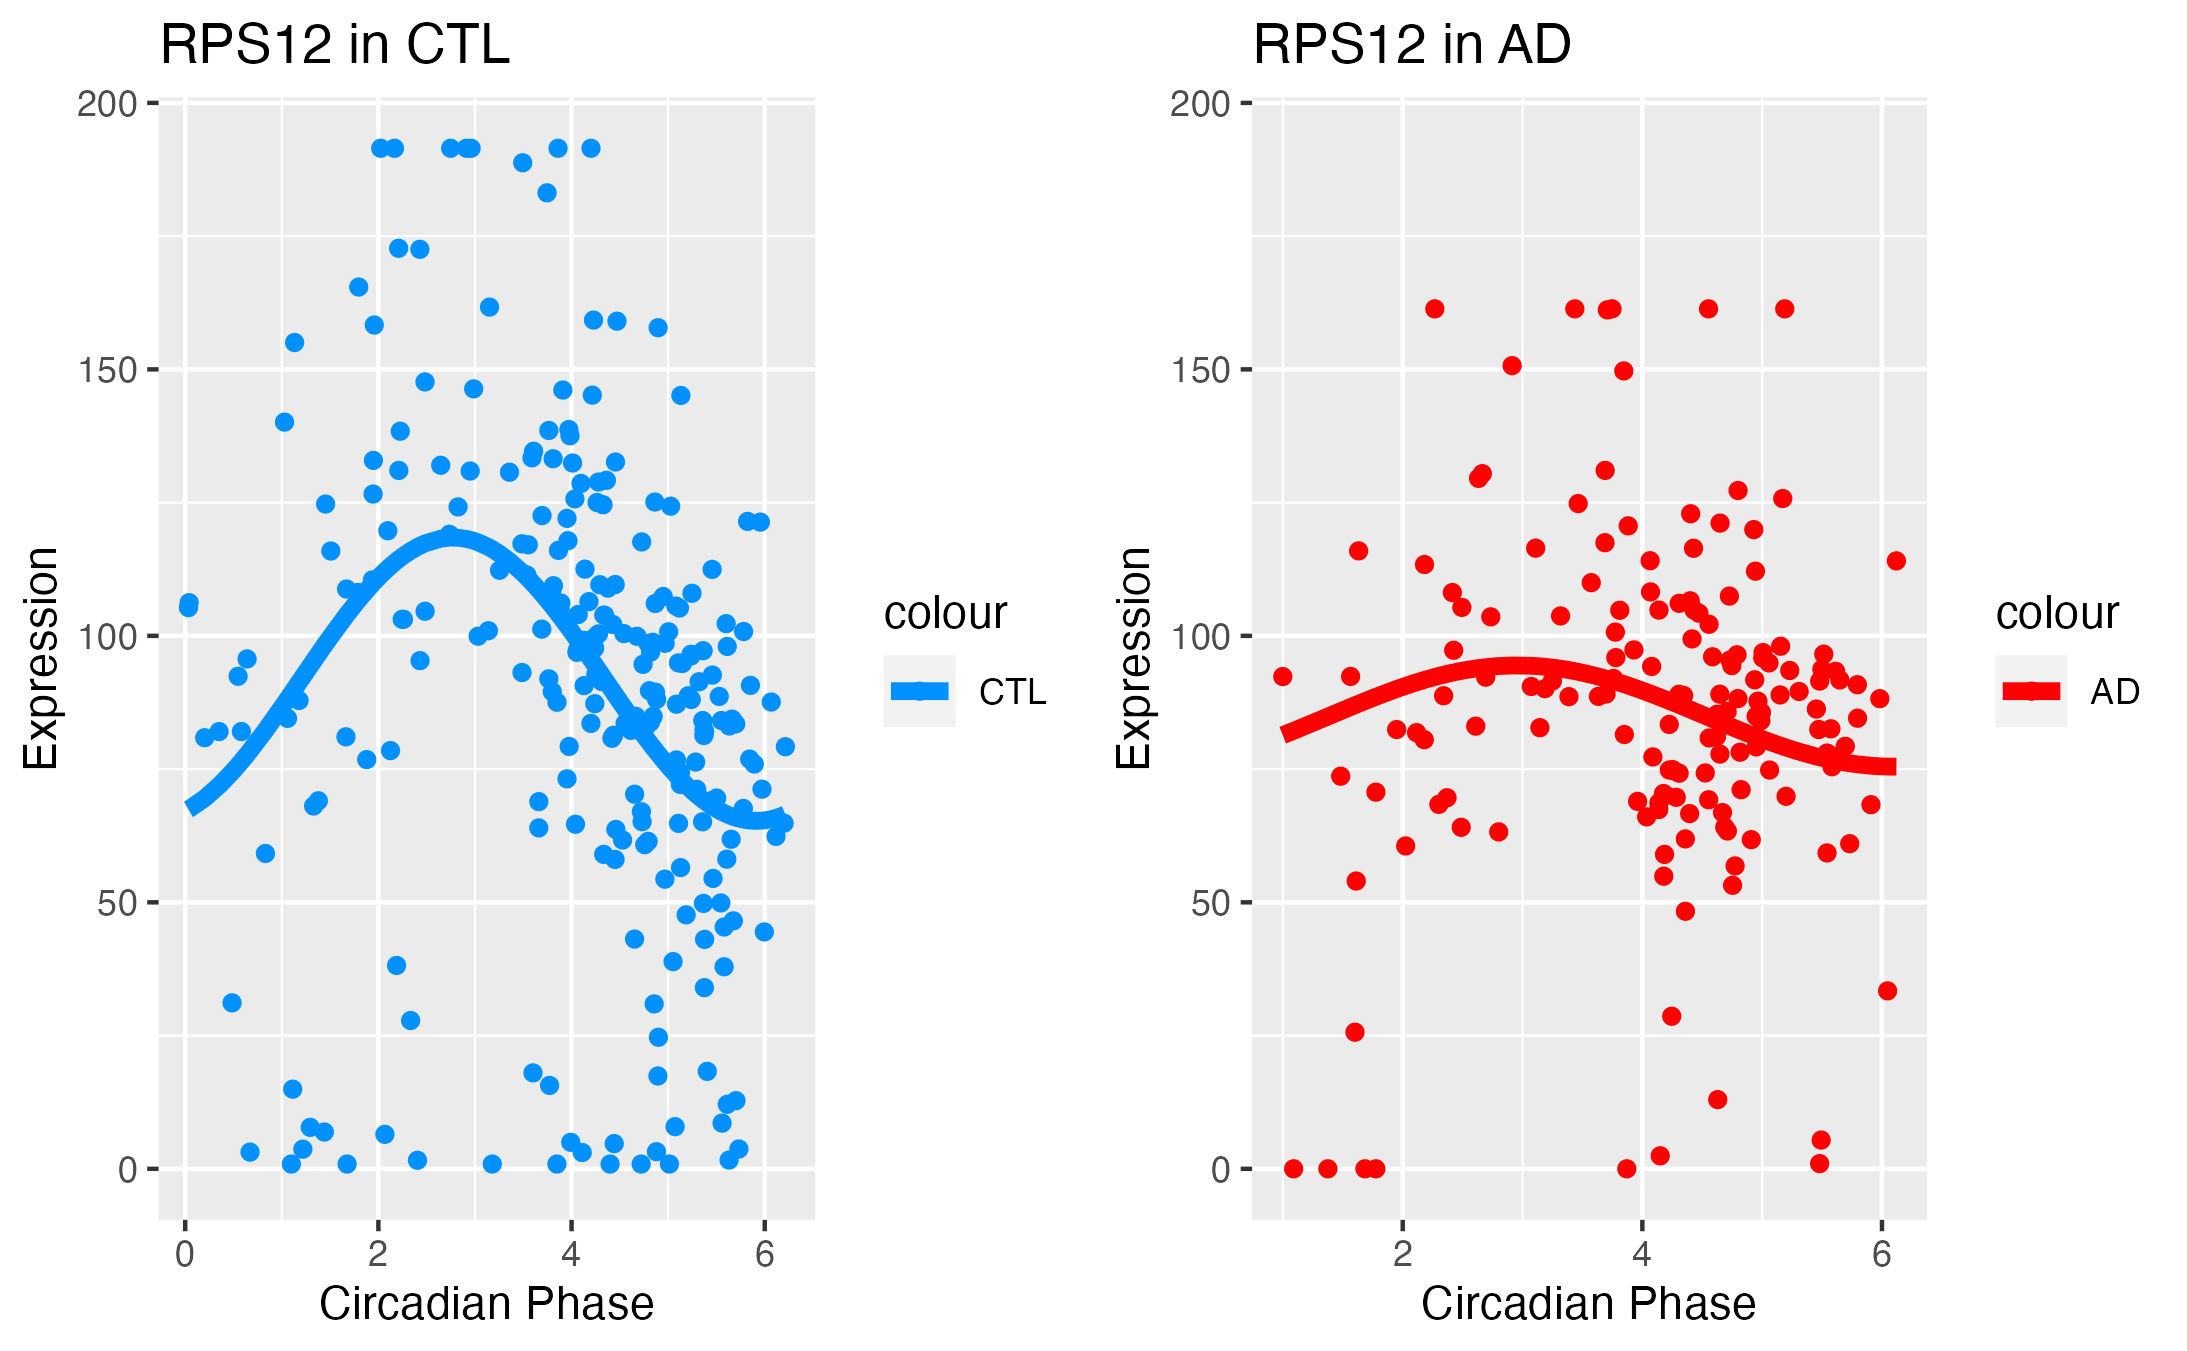 RPS12 in CTL
200
150
100
50
0
Expression
0 2 4 6
Circadian Phase
colour
CTL
RPS12 in AD
200
150
100
50
0
Expression
2 4 6
Circadian Phase
colour
AD